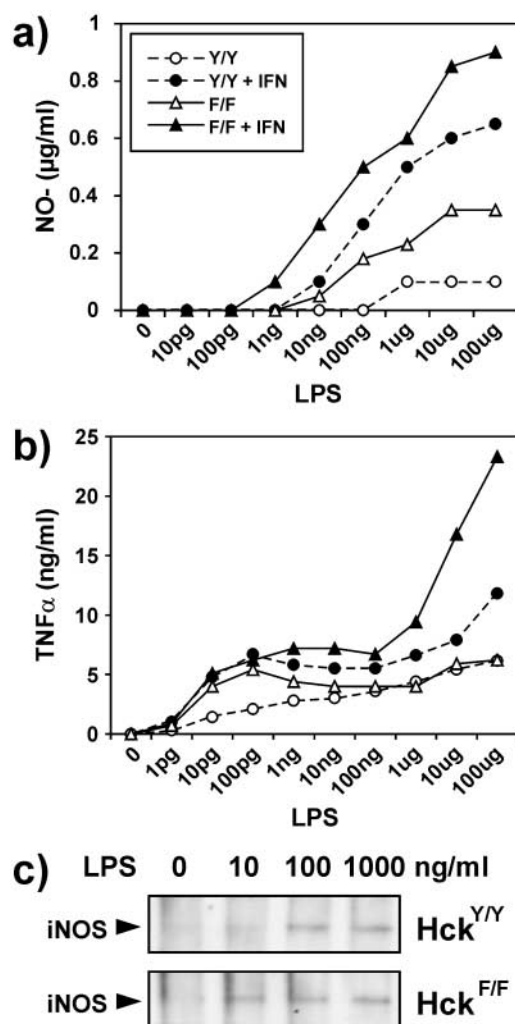 a)
1
0.8
0.6
0.4
0.2
0
NO- (µg/ml)
Y/Y
Y/Y + IFN
F/F
F/F + IFN
0 10pg 100pg 1ng 10ng 100ng 1ug 10ug 100ug
LPS
b)
25
20
15
10
5
0
TNFα (ng/ml)
0 1pg 10pg 100pg 1ng 10ng 100ng 1ug 10ug 100ug
LPS
c)
LPS 0 10 100 1000 ng/ml
iNOS Hck Y/Y
iNOS Hck F/F